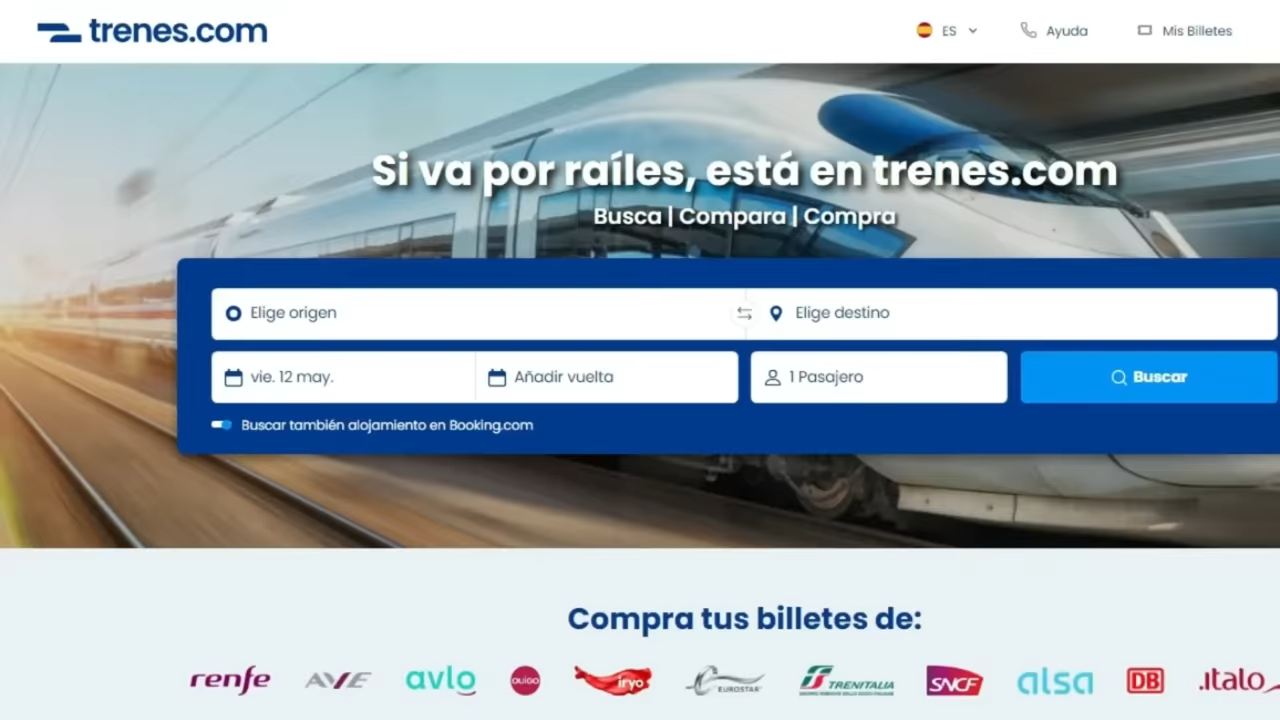 trenes.com
ES
Ayuda
Mis Billetes
Si va por raíles, está en trenes.com
Busca | Compara | Compra
Elige origen
Elige destino
vie. 12 may.
Añadir vuelta
1 Pasajero
Buscar
Buscar también alojamiento en Booking.com
Compra tus billetes de:
renfe
AVE
avlo
OUIGO
iryo
EUROSTAR
TRENITALIA
SNCF
alsa
DB
.italo